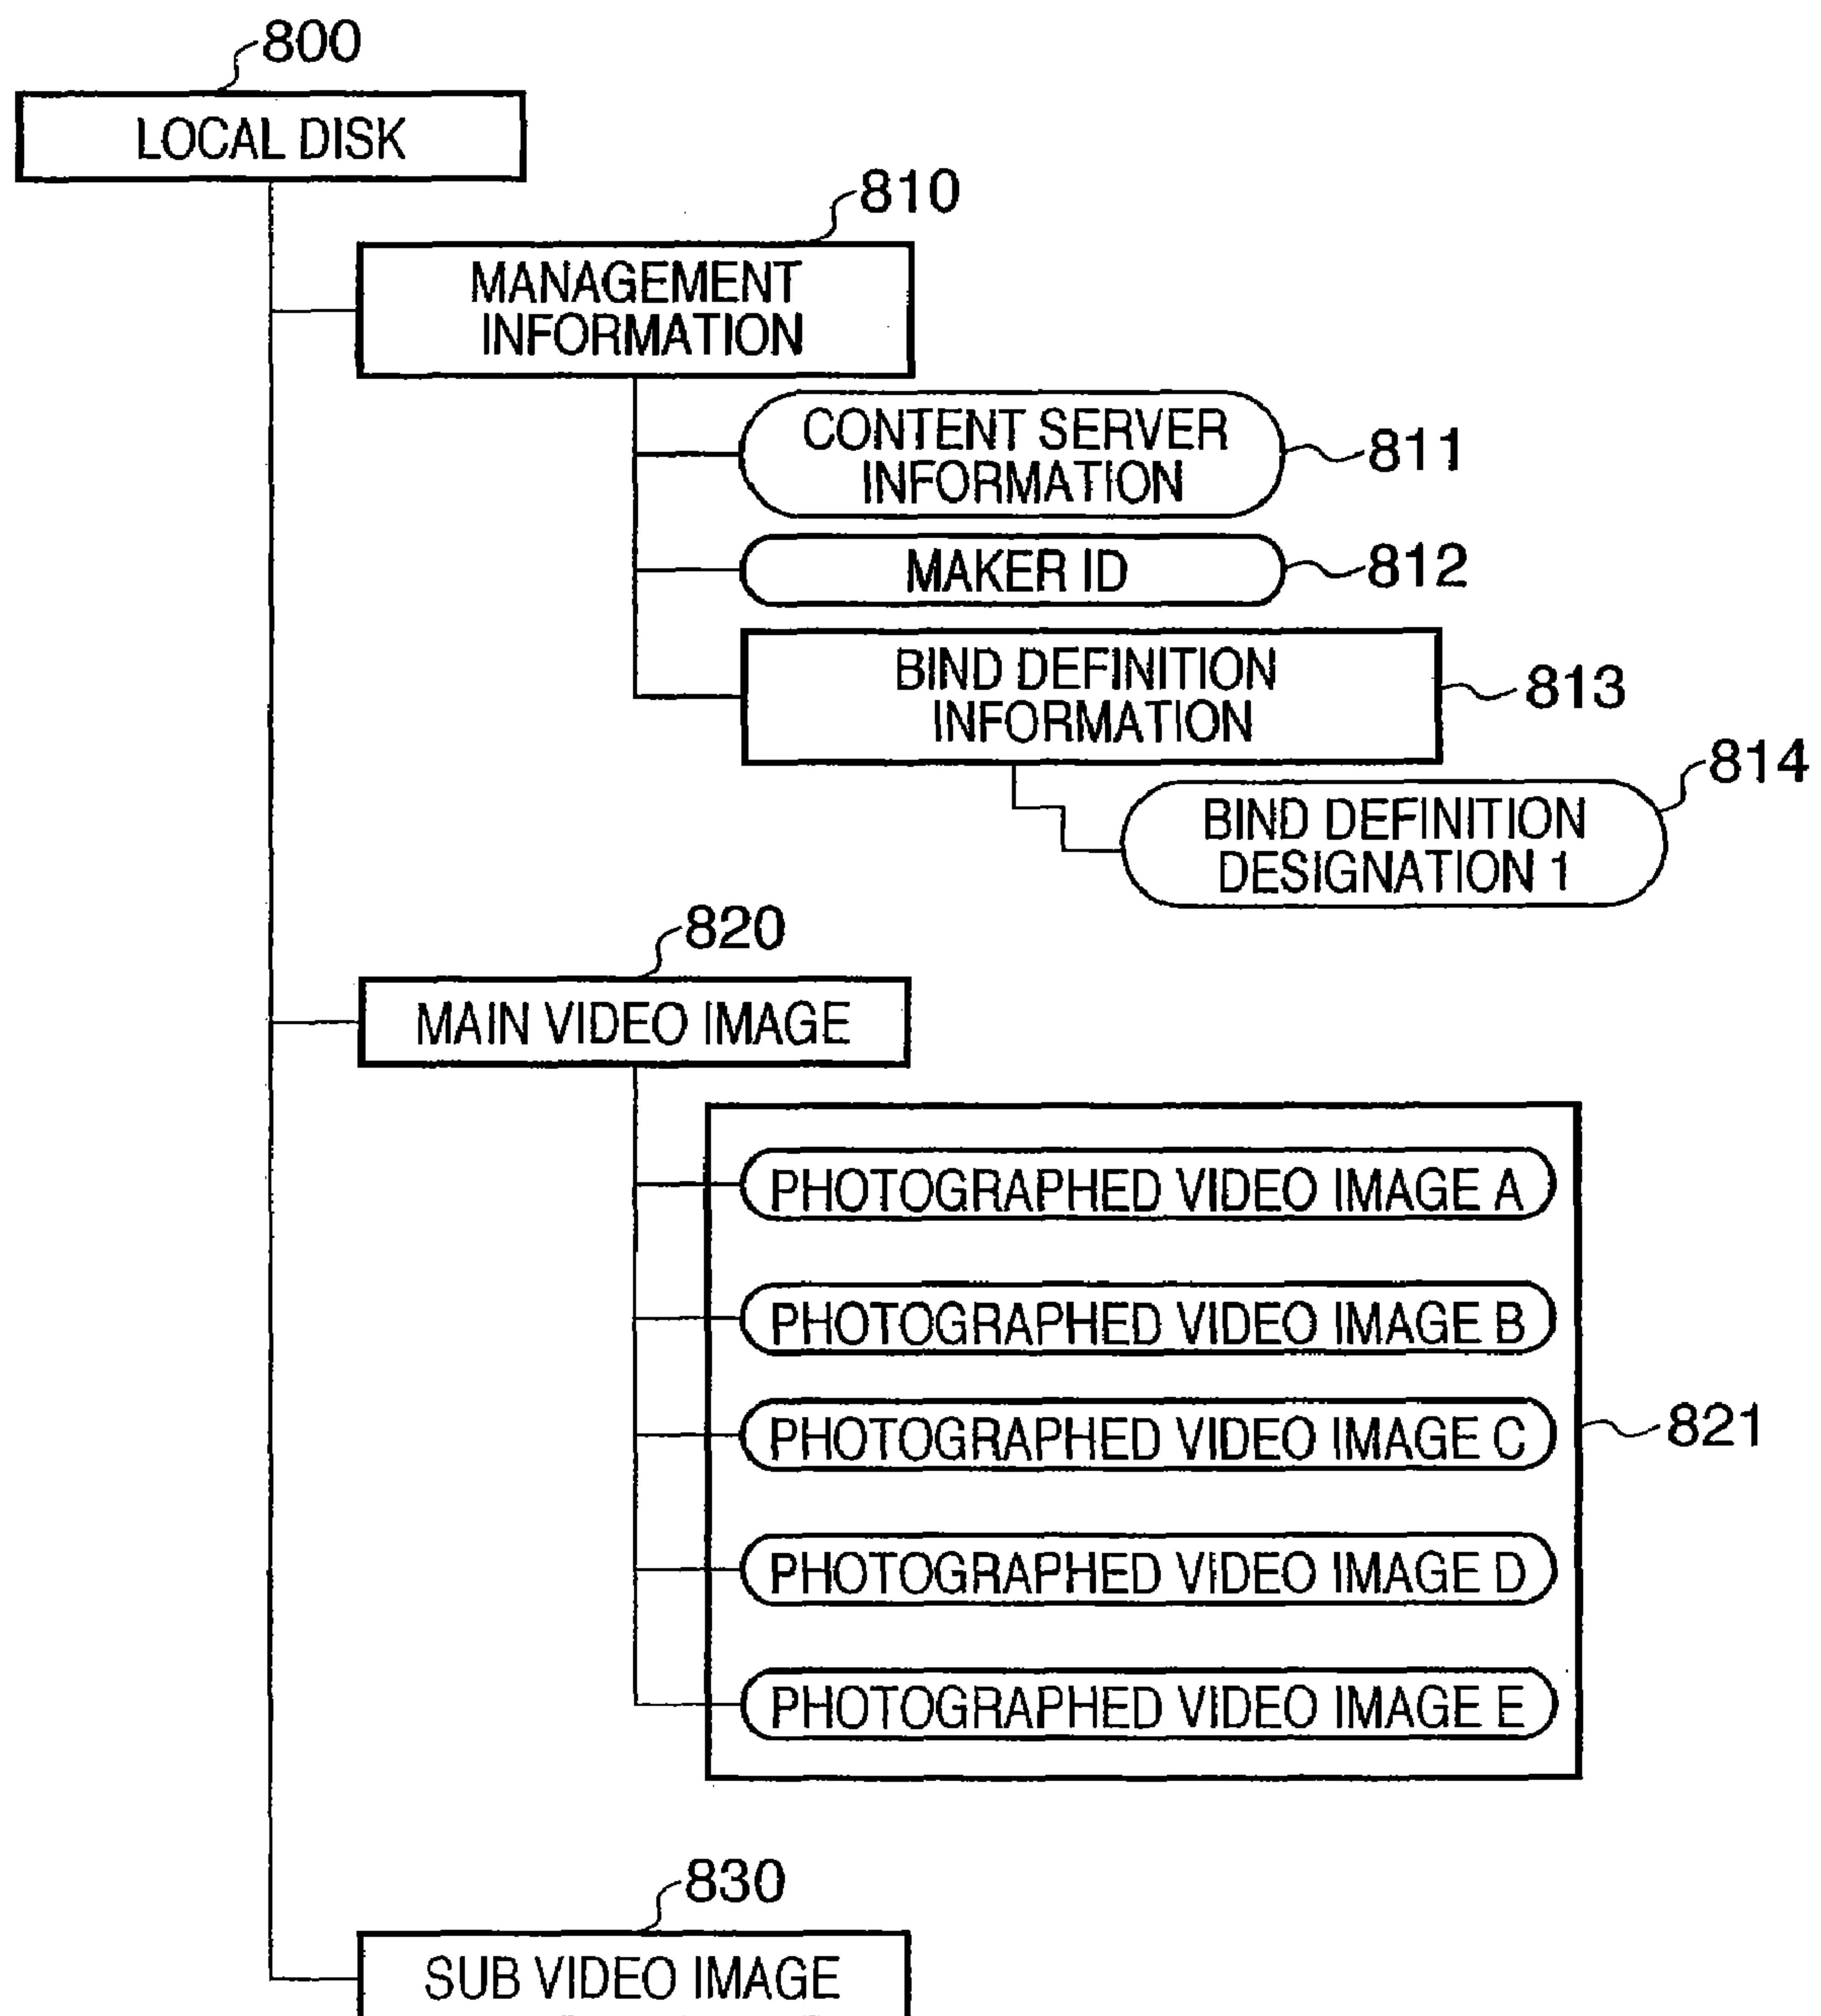 800
LOCAL DISK
810
MANAGEMENT
INFORMATION
CONTENT SERVER
INFORMATION
811
MAKER ID
812
BIND DEFINITION
INFORMATION
813
814
BIND DEFINITION
DESIGNATION 1
820
MAIN VIDEO IMAGE
PHOTOGRAPHED VIDEO IMAGE A
PHOTOGRAPHED VIDEO IMAGE B
PHOTOGRAPHED VIDEO IMAGE C
821
PHOTOGRAPHED VIDEO IMAGE D
PHOTOGRAPHED VIDEO IMAGE E
830
SUB VIDEO IMAGE